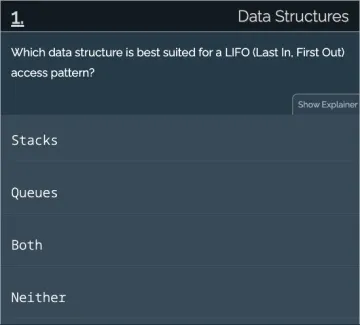 1. Data Structures
Which data structure is best suited for a LIFO (Last In, First Out)
access pattern?
Show Explainer
Stacks
Queues
Both
Neither